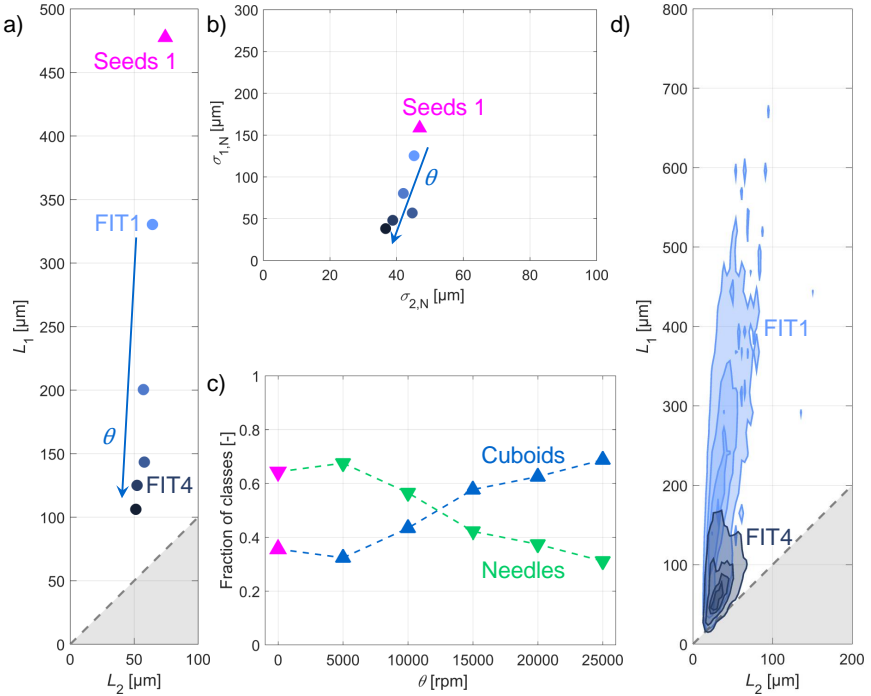 a)
500
450
400
350
300
250
200
150
100
50
0
L1 [µm]
Seeds 1
FIT1
θ
FIT4
0 50 100
L2 [µm]
b)
300
250
200
150
100
50
0
σ1,N [µm]
Seeds 1
θ
0 20 40 60 80 100
σ2,N [µm]
c)
1
0.8
0.6
0.4
0.2
0
Fraction of classes [-]
Cuboids
Needles
0 5000 10000 15000 20000 25000
θ [rpm]
d)
800
700
600
500
400
300
200
100
0
L1 [µm]
FIT1
FIT4
0 100 200
L2 [µm]